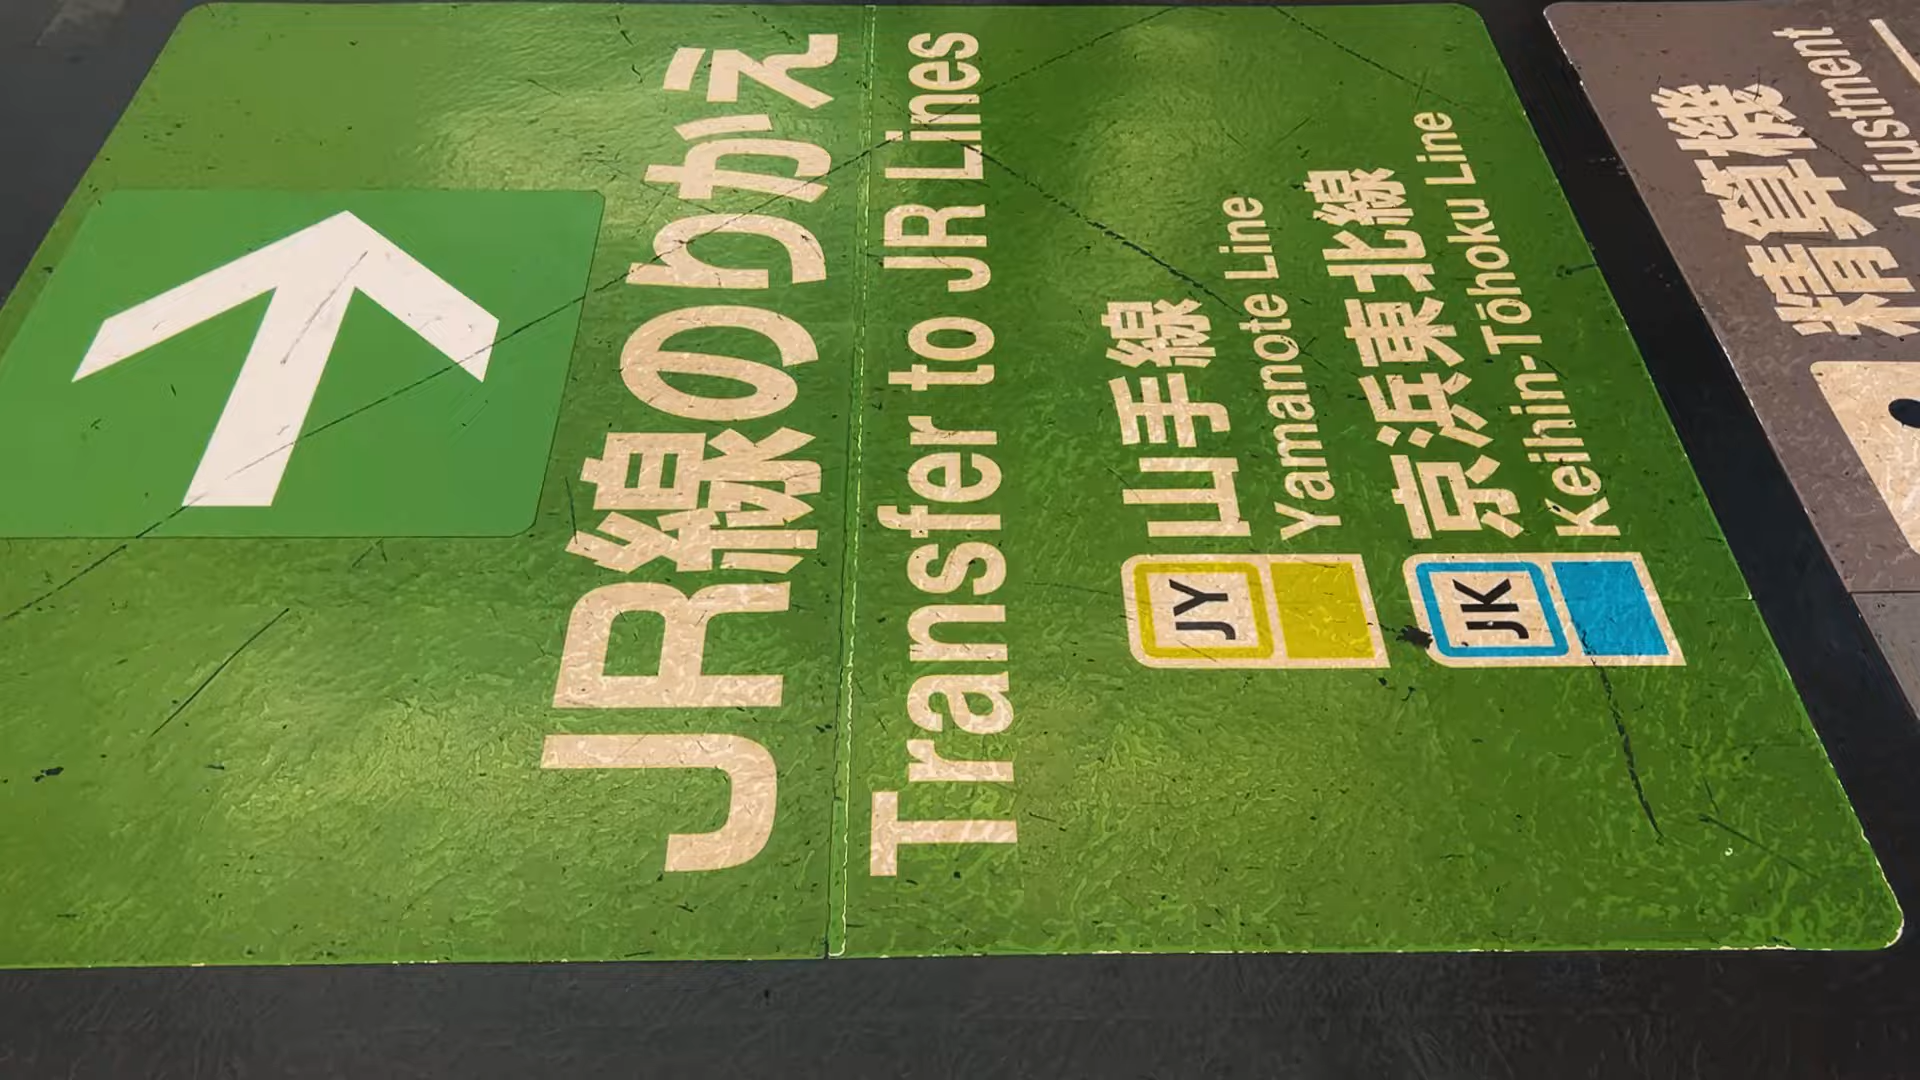 JR線のりかえ
Transfer to JR Lines
JY 山手線
Yamanote Line
JK 京浜東北線
Keihin-Tōhoku Line
精算機
Adjustment